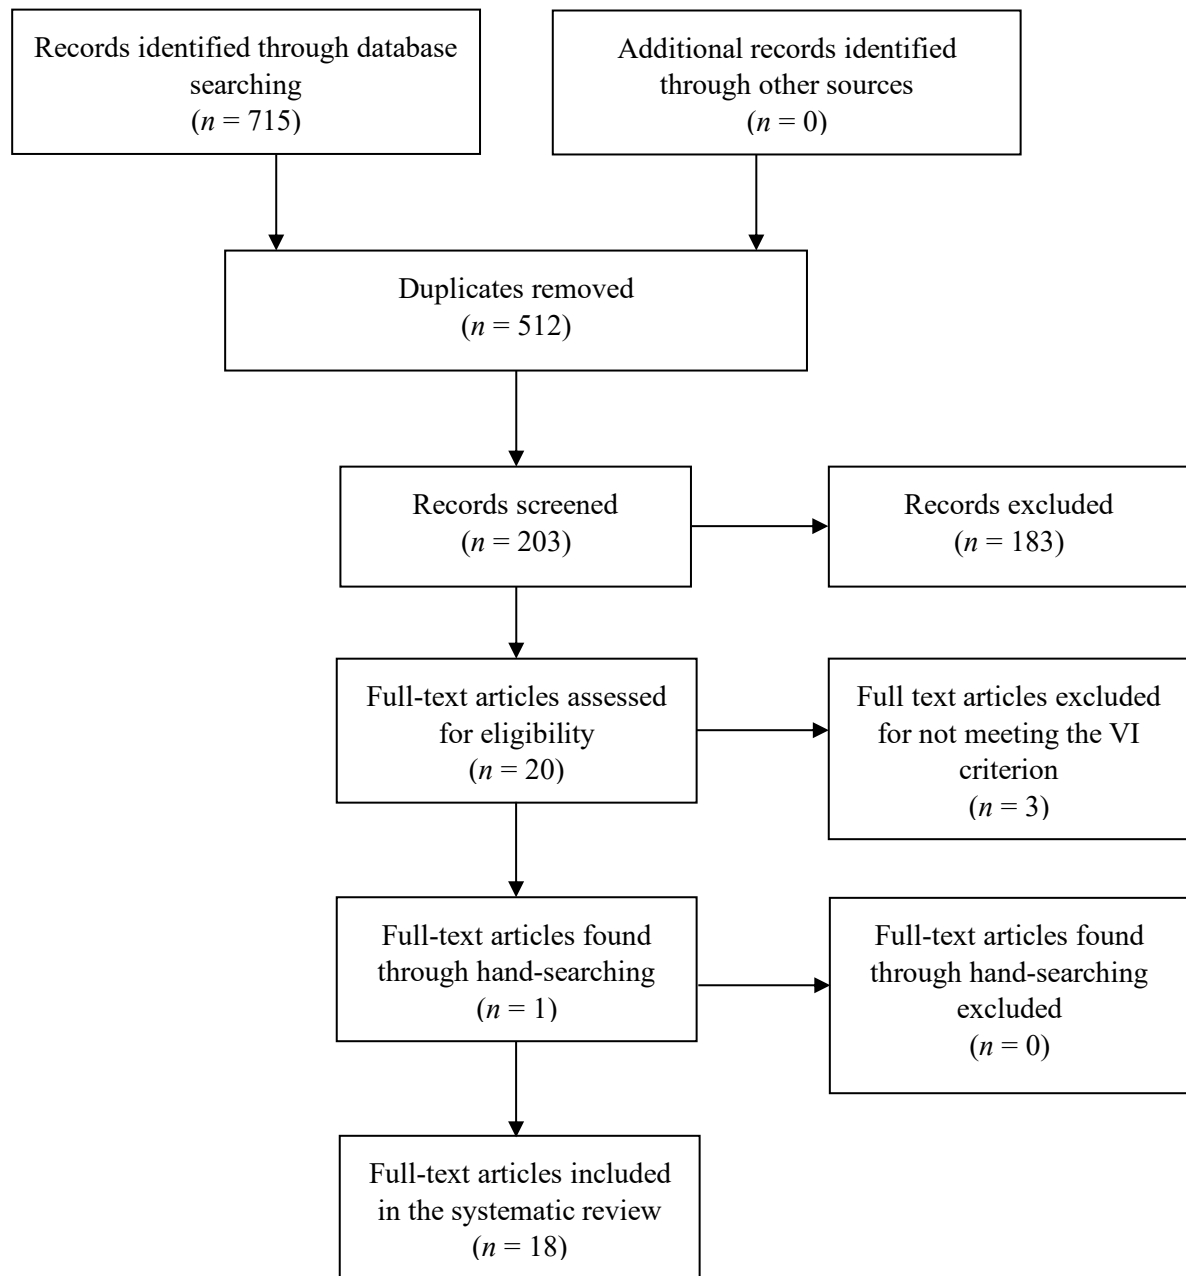 Records identified through database
searching
(n = 715)
Additional records identified
through other sources
(n = 0)
Duplicates removed
(n = 512)
Records screened
(n = 203)
Records excluded
(n = 183)
Full-text articles assessed
for eligibility
(n = 20)
Full text articles excluded
for not meeting the VI
criterion
(n = 3)
Full-text articles found
through hand-searching
(n = 1)
Full-text articles found
through hand-searching
excluded
(n = 0)
Full-text articles included
in the systematic review
(n = 18)